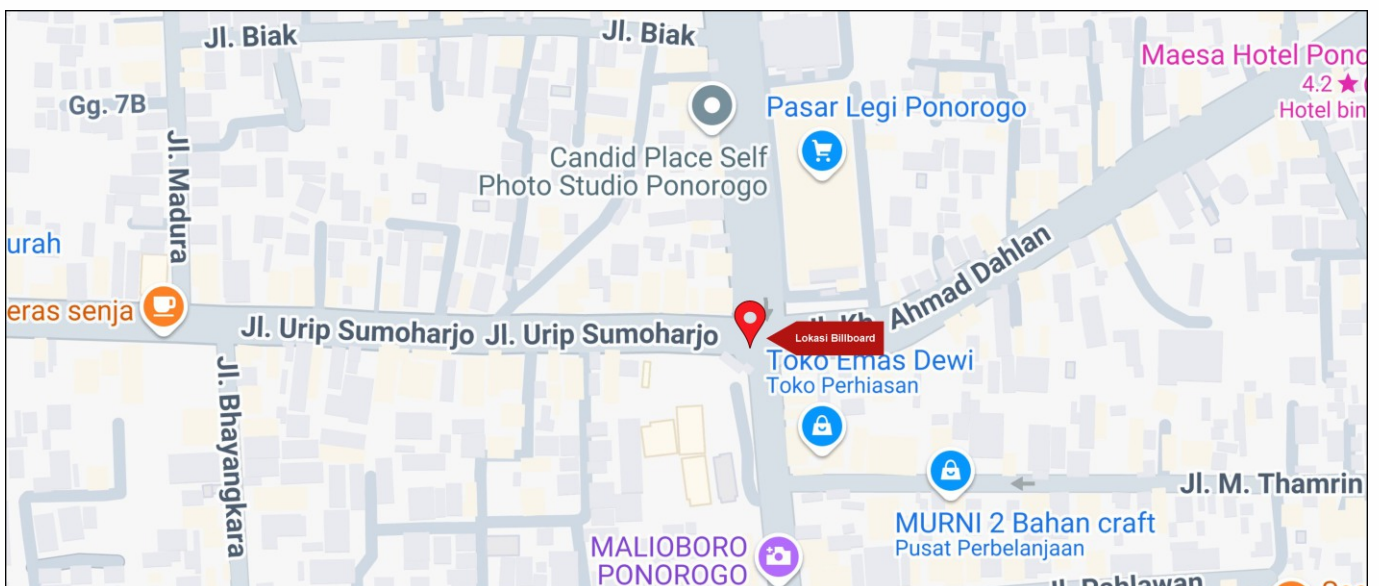 Jl. Biak
Jl. Biak
Maesa Hotel Pono
4.2
Hotel bin
Gg. 7B
Pasar Legi Ponorogo
Jl. Madura
Candid Place Self
Photo Studio Ponorogo
urah
Ahmad Dahlan
eras senja
Jl. Urip Sumoharjo
Jl. Urip Sumoharjo
Lokasi Billboard
Toko Emas Dewi
Toko Perhiasan
Jl. Bhayangkara
Jl. M. Thamrin
MURNI 2 Bahan craft
Pusat Perbelanjaan
MALIOBORO
PONOROGO